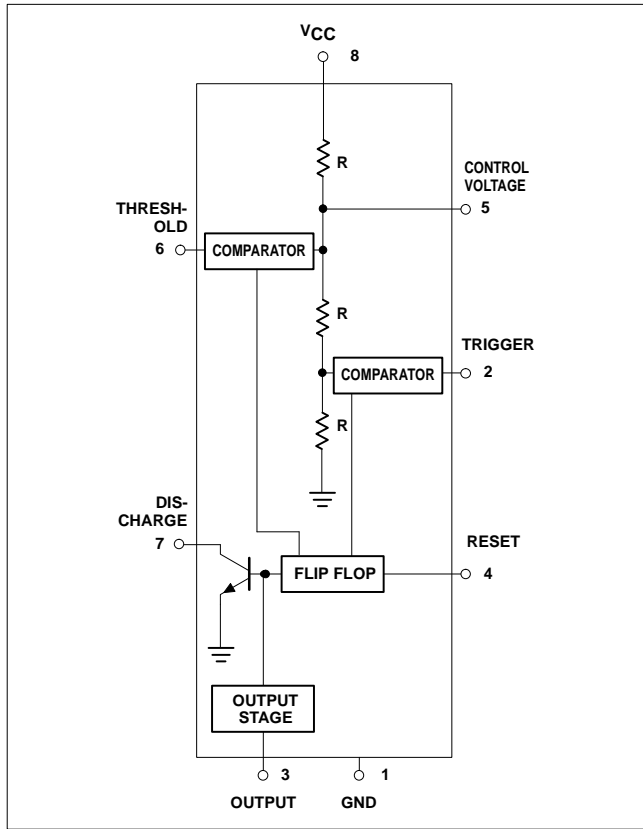 VCC
8
R
CONTROL
VOLTAGE
5
THRESH-
OLD
6
COMPARATOR
R
TRIGGER
COMPARATOR
2
R
DIS-
CHARGE
7
RESET
FLIP FLOP
4
OUTPUT
STAGE
3
1
OUTPUT
GND